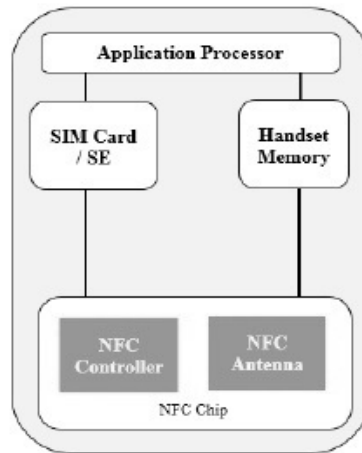 Application Processor
SIM Card
/ SE
Handset
Memory
NFC
Controller
NFC
Antenna
NFC Chip